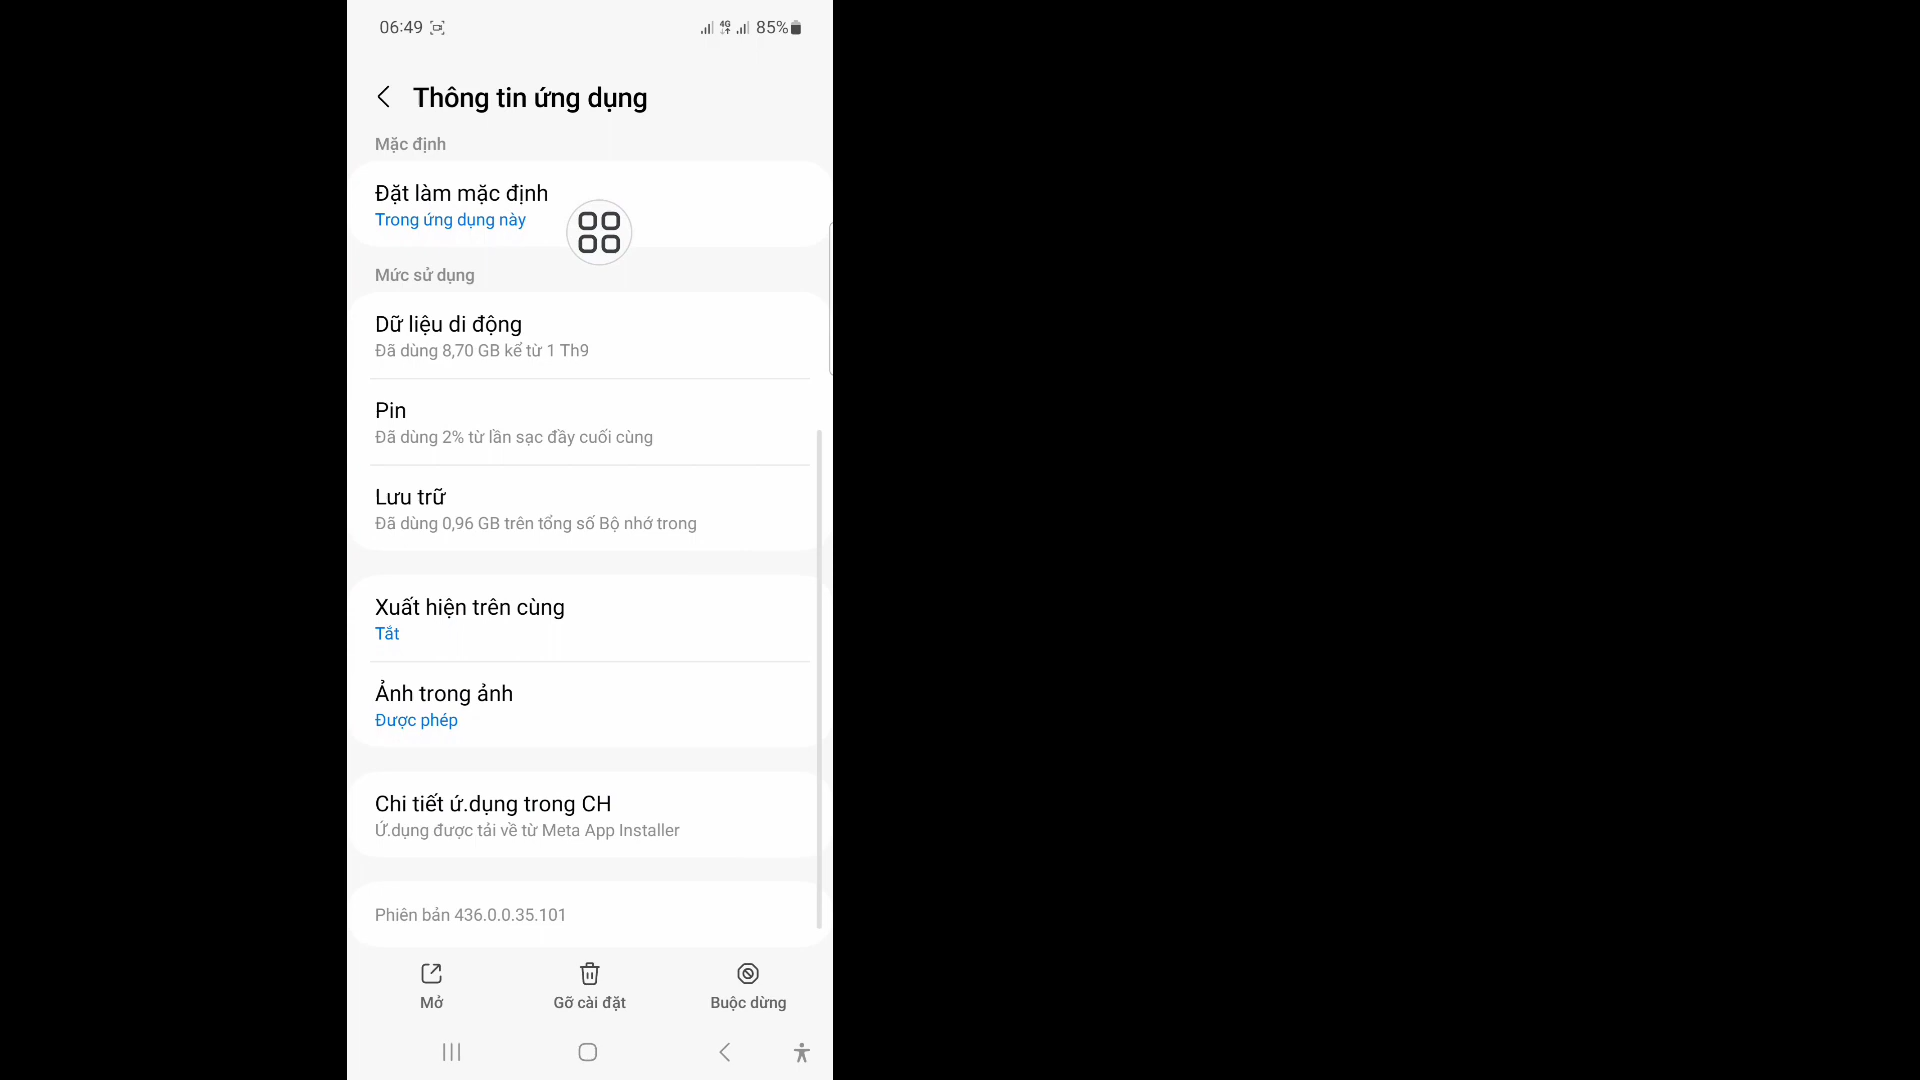 06:49 4G 85%
Thông tin ứng dụng
Mặc định
Đặt làm mặc định
Trong ứng dụng này
Mức sử dụng
Dữ liệu di động
Đã dùng 8,70 GB kể từ 1 Th9
Pin
Đã dùng 2% từ lần sạc đầy cuối cùng
Lưu trữ
Đã dùng 0,96 GB trên tổng số Bộ nhớ trong
Xuất hiện trên cùng
Tắt
Ảnh trong ảnh
Được phép
Chi tiết ứ.dụng trong CH
Ứ.dụng được tải về từ Meta App Installer
Phiên bản 436.0.0.35.101
Mở Gỡ cài đặt Buộc dừng